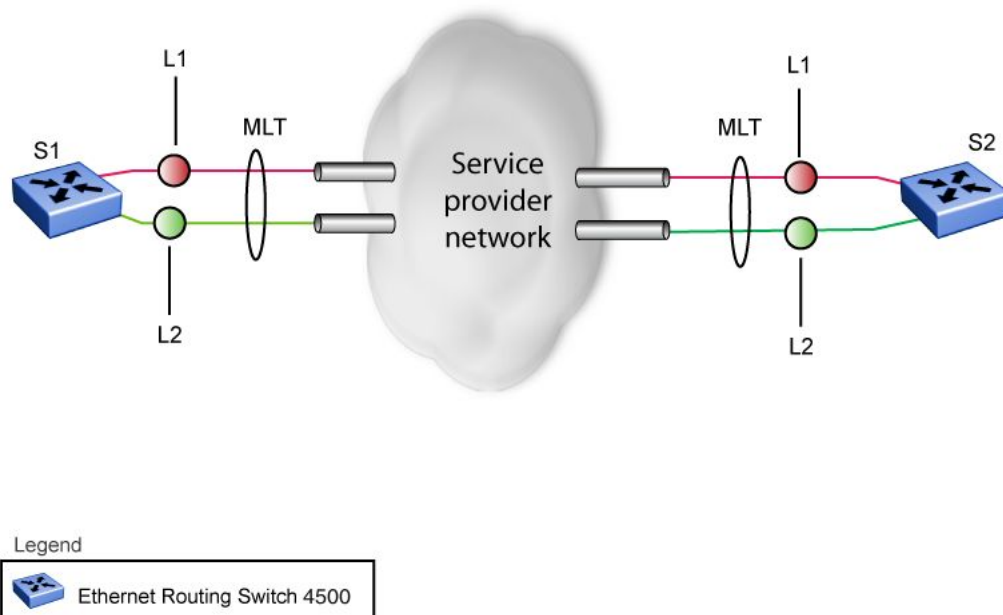 L1
MLT
S1
L2
Service
provider
network
L1
MLT
S2
L2
Legend
Ethernet Routing Switch 4500